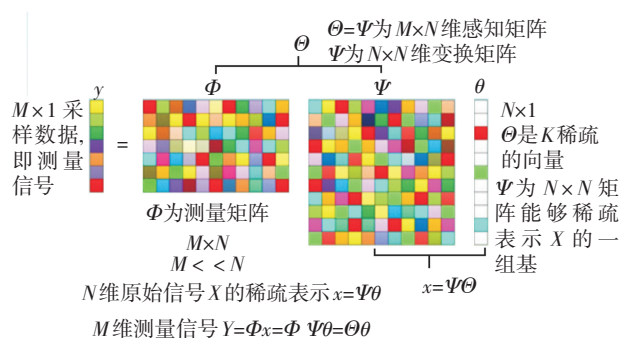 Θ=Ψ为M×N维感知矩阵
Θ
Ψ为N×N维变换矩阵
y
Φ
Ψ
θ
M×1采
样数据,
即测量
信号
=
N×1
Θ是K稀疏
的向量
Ψ为N×N矩
阵能够稀疏
表示X的一
组基
Φ为测量矩阵
M×N
M<<N
x=ΨΘ
N维原始信号X的稀疏表示x=Ψθ
M维测量信号Y=Φx=Φ Ψθ=Θθ